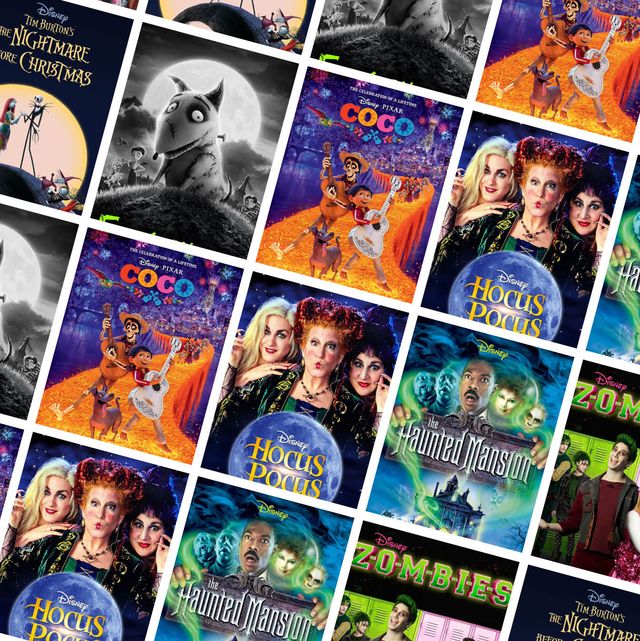 Disney
TIM BURTON'S
THE NIGHTMARE
BEFORE CHRISTMAS
THE CELEBRATION OF A LIFETIME
Disney · PIXAR
COCO
Disney
HOCUS
POCUS
THE CELEBRATION OF A LIFETIME
Disney · PIXAR
COCO
Disney
HOCUS
POCUS
Disney
the
Haunted Mansion
Disney
Z·O·M
Disney
HOCUS
POCUS
Disney
the
Haunted Mansion
Disney
Z·O·M·B·I·E·S
Disney
TIM BURTON'S
THE NIGHTMARE